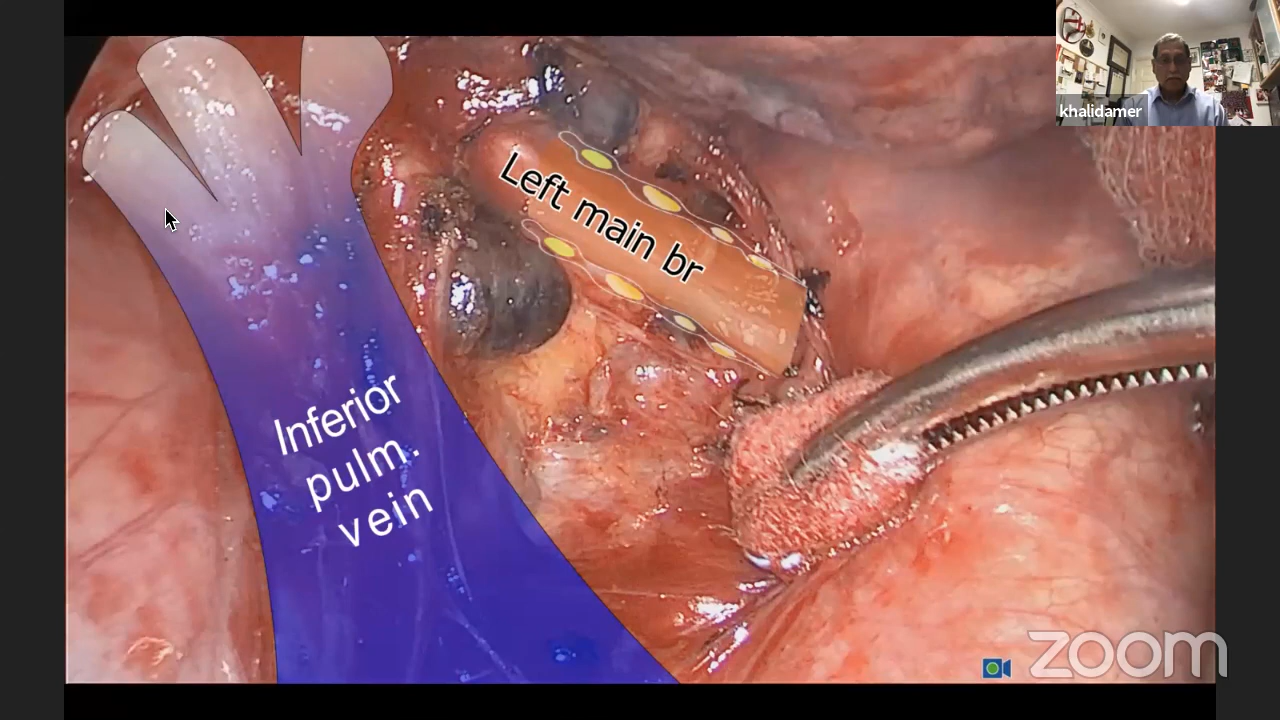 khalidamer
Left main br
Inferior
pulm.
vein
zoom